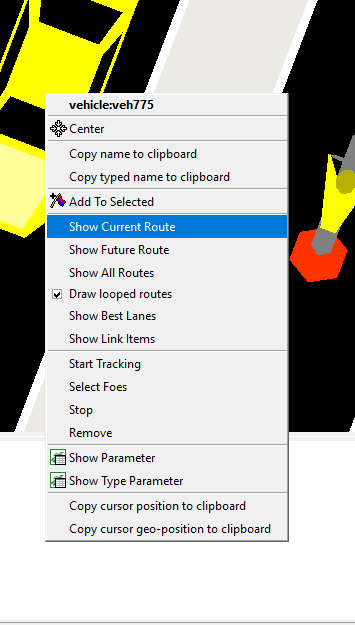 vehicle:veh775
Center
Copy name to clipboard
Copy typed name to clipboard
Add To Selected
Show Current Route
Show Future Route
Show All Routes
Draw looped routes
Show Best Lanes
Show Link Items
Start Tracking
Select Foes
Stop
Remove
Show Parameter
Show Type Parameter
Copy cursor position to clipboard
Copy cursor geo-position to clipboard